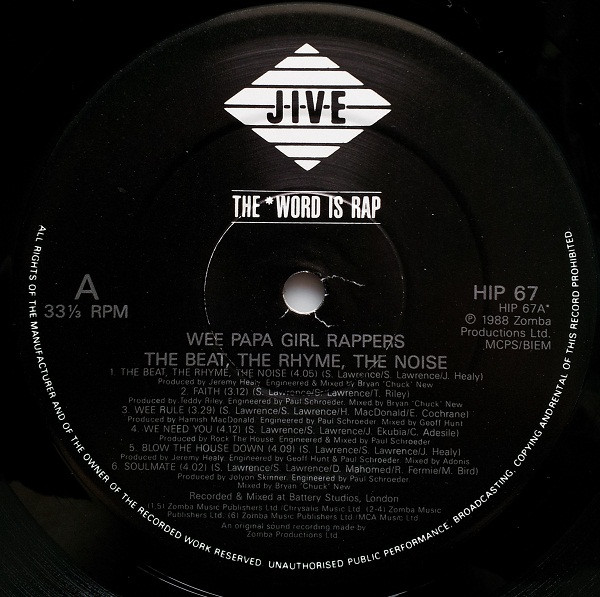 J·I·V·E
THE *WORD IS RAP
A
33⅓ RPM
HIP 67
HIP 67A*
℗ 1988 Zomba
Productions Ltd.
MCPS/BIEM
WEE PAPA GIRL RAPPERS
THE BEAT, THE RHYME, THE NOISE
1. THE BEAT, THE RHYME, THE NOISE (4.05) (S. Lawrence/S. Lawrence/J. Healy)
Produced by Jeremy Healy Engineered & Mixed by Bryan "Chuck" New
2. FAITH (3.12) (S. Lawrence/S. Lawrence/T. Riley)
Produced by Teddy Riley Engineered by Paul Schroeder. Mixed by Bryan "Chuck" New
3. WEE RULE (3.29) (S. Lawrence/S. Lawrence/H. MacDonald/E. Cochrane)
Produced by Hamish MacDonald Engineered by Paul Schroeder. Mixed by Geoff Hunt
4. WE NEED YOU (4.12) (S. Lawrence/S. Lawrence/J. Ekubia/C. Adesile)
Produced by Rock The House Engineered & Mixed by Paul Schroeder
5. BLOW THE HOUSE DOWN (4.09) (S. Lawrence/S. Lawrence/J. Healy)
Produced by Jeremy Healy. Engineered by Geoff Hunt & Paul Schroeder. Mixed by Adonis
6. SOULMATE (4.02) (S. Lawrence/S. Lawrence/D. Mahomed/R. Fermie/M. Bird)
Produced by Jolyon Skinner. Engineered by Paul Schroeder
Mixed by Bryan "Chuck" New
Recorded & Mixed at Battery Studios, London
(1.5) Zomba Music Publishers Ltd /Chrysalis Music Ltd (2-4) Zomba Music
Publishers Ltd. (6) Zomba Music Publishers Ltd /MCA Music Ltd
An original sound recording made by
Zomba Productions Ltd.
ALL RIGHTS OF THE MANUFACTURER AND OF THE OWNER OF THE RECORDED WORK RESERVED UNAUTHORISED PUBLIC PERFORMANCE, BROADCASTING, COPYING AND RENTAL OF THIS RECORD PROHIBITED